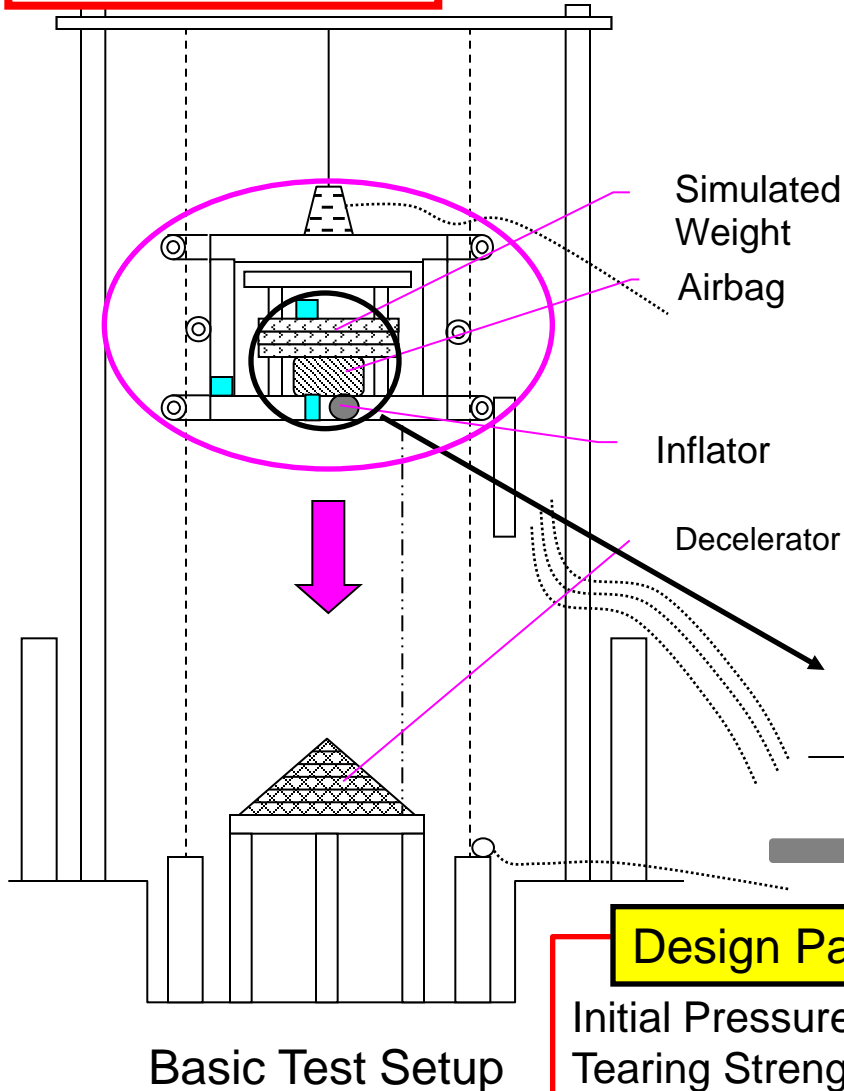 Simulated
Weight
Airbag
Inflator
Decelerator
Design Pa
Initial Pressure
Tearing Streng
Basic Test Setup